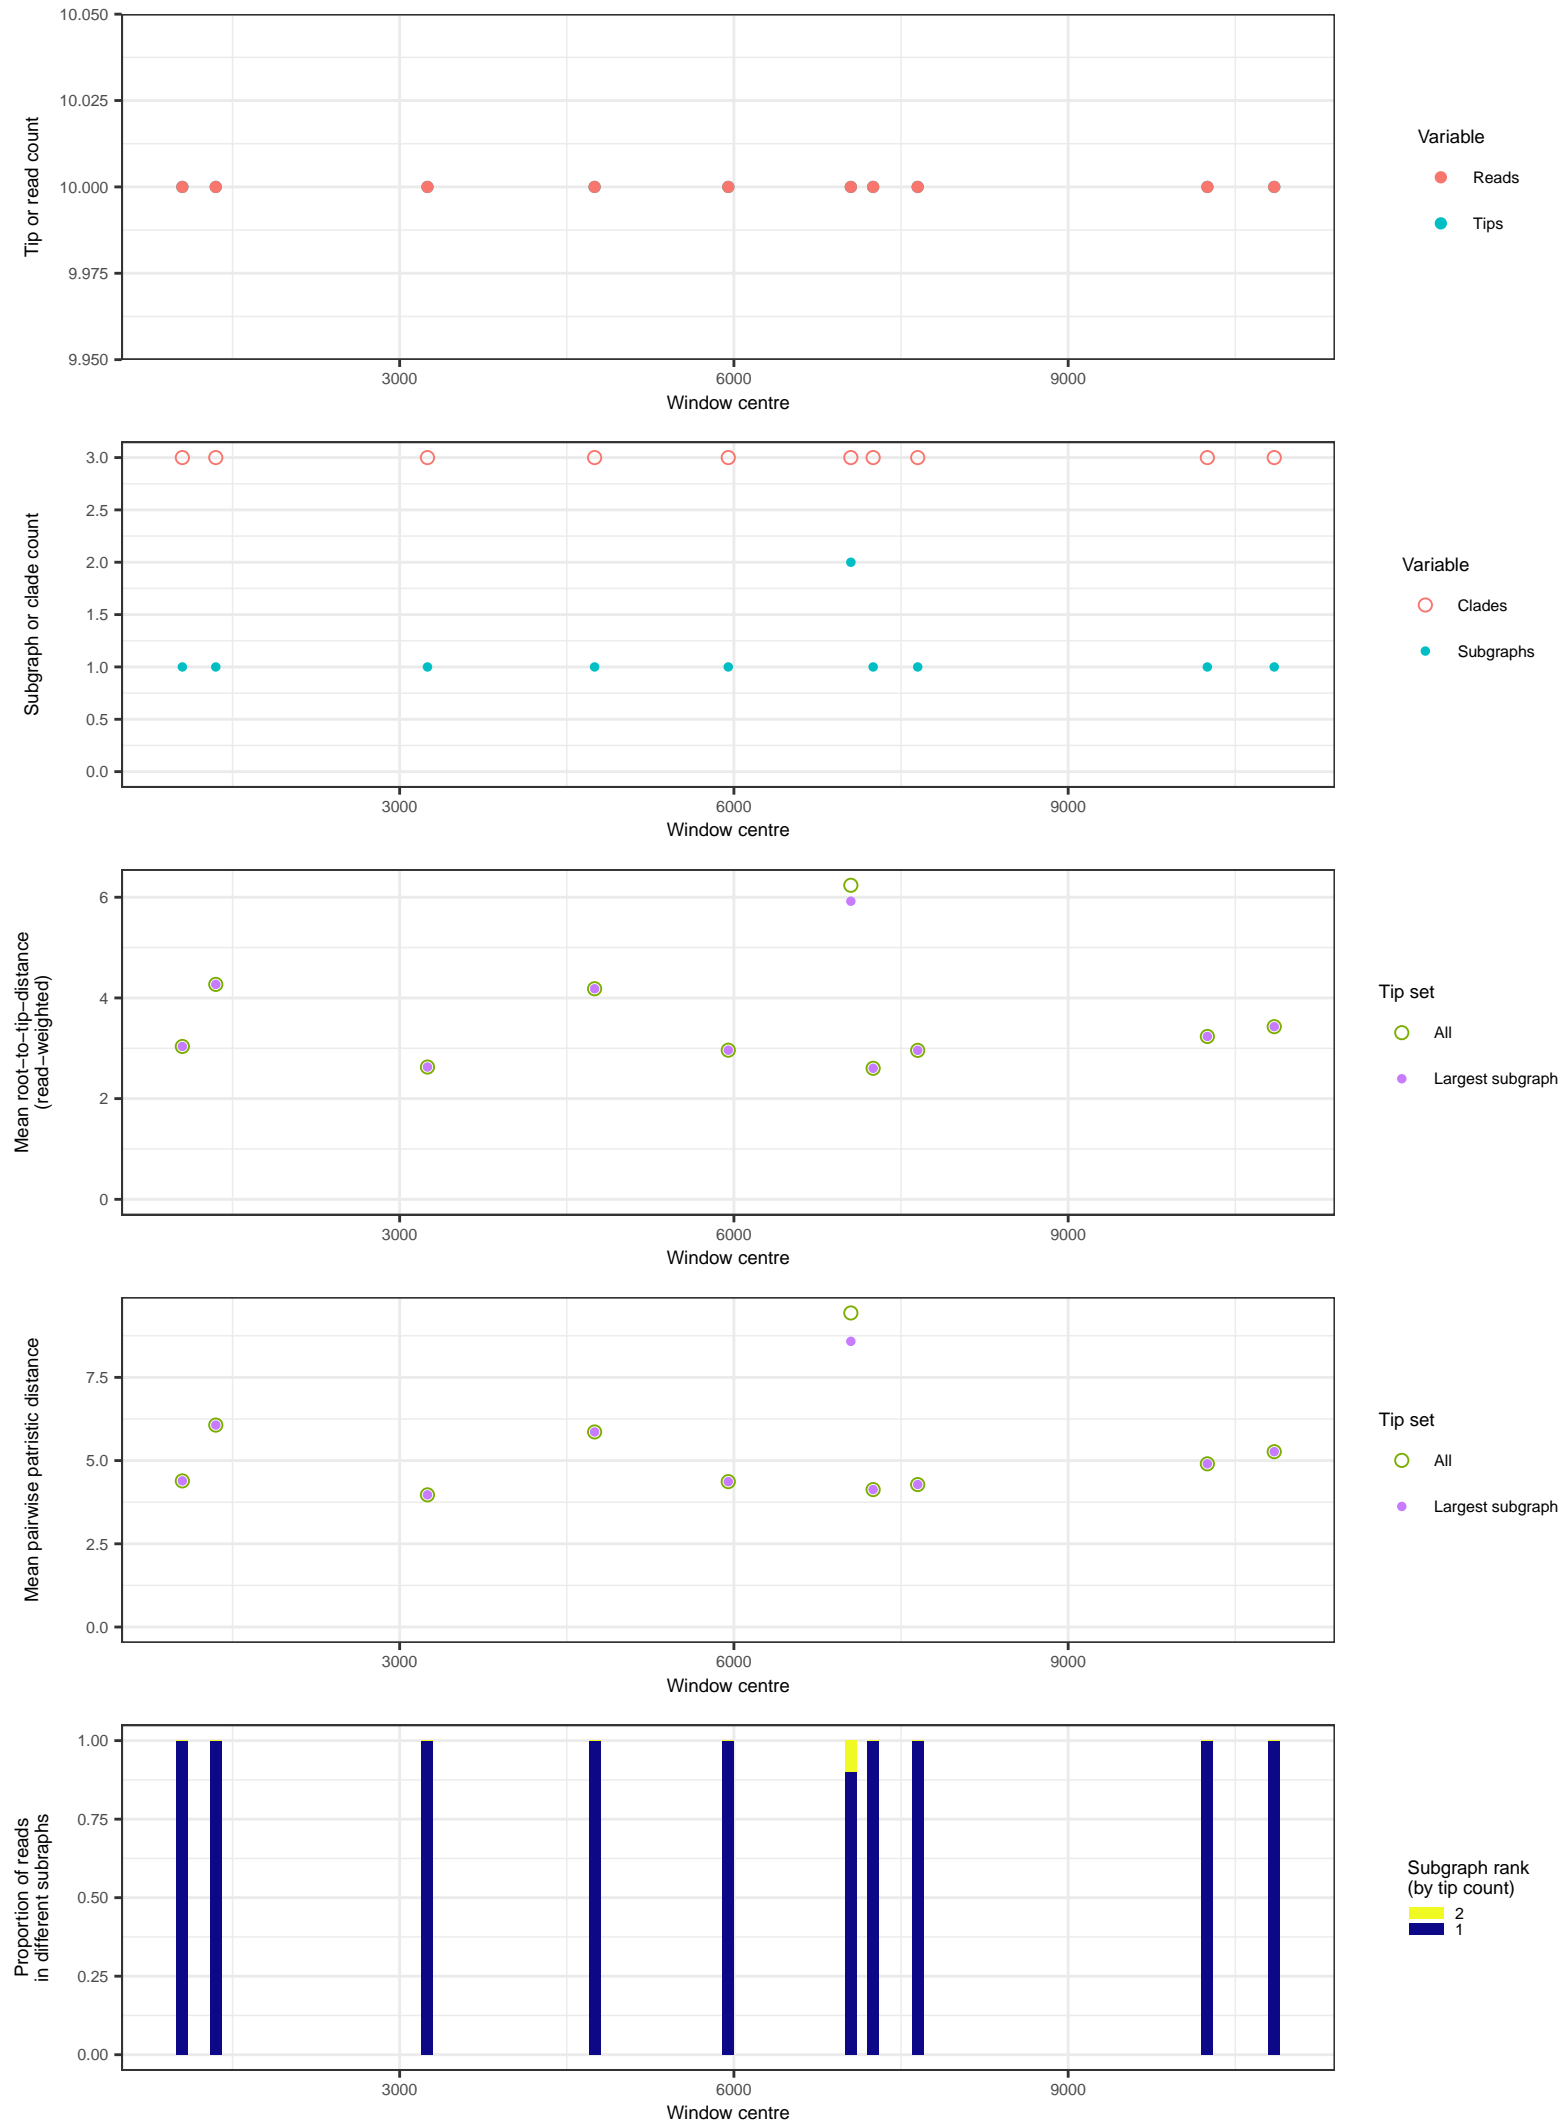 10.050
10.025
10.000
9.975
9.950
Tip or read count
3000
6000
9000
Window centre
Variable
Reads
Tips
3.0
2.5
2.0
1.5
1.0
0.5
0.0
Subgraph or clade count
3000
6000
9000
Window centre
Variable
Clades
Subgraphs
6
4
2
0
Mean root−to−tip−distance
(read−weighted)
3000
6000
9000
Window centre
Tip set
All
Largest subgraph
7.5
5.0
2.5
0.0
Mean pairwise patristic distance
3000
6000
9000
Window centre
Tip set
All
Largest subgraph
1.00
0.75
0.50
0.25
0.00
Proportion of reads
in different subraphs
3000
6000
9000
Window centre
Subgraph rank
(by tip count)
2
1